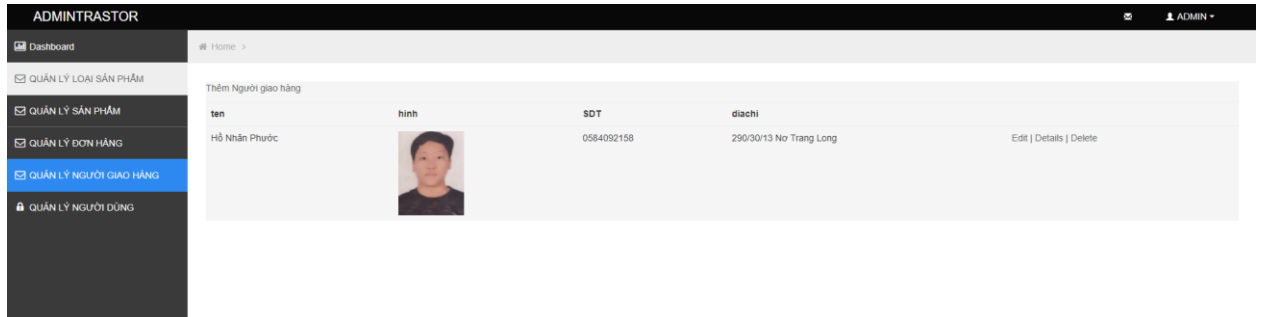 ADMINTRASTOR
ADMIN
Dashboard
Home >
QUẢN LÝ LOẠI SẢN PHẨM
Thêm Người giao hàng
QUẢN LÝ SẢN PHẨM
ten hinh SDT diachi
QUẢN LÝ ĐƠN HÀNG
Hồ Nhân Phước 0584092158 290/30/13 Nơ Trang Long Edit | Details | Delete
QUẢN LÝ NGƯỜI GIAO HÀNG
QUẢN LÝ NGƯỜI DÙNG